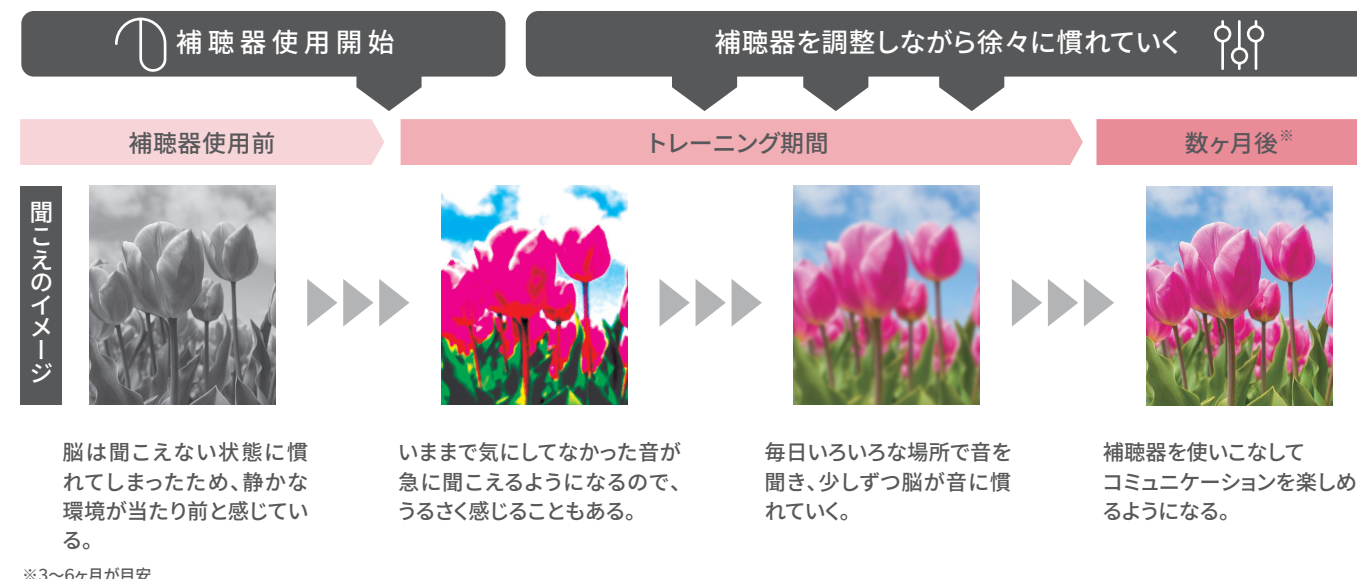 補聴器使用開始
補聴器を調整しながら徐々に慣れていく
補聴器使用前
トレーニング期間
数ヶ月後※
聞こえのイメージ
脳は聞こえない状態に慣
れてしまったため、静かな
環境が当たり前と感じてい
る。
いままで気にしてなかった音が
急に聞こえるようになるので、
うるさく感じることもある。
毎日いろいろな場所で音を
聞き、少しずつ脳が音に慣
れていく。
補聴器を使いこなして
コミュニケーションを楽しめ
るようになる。
※3〜6ヶ月が目安